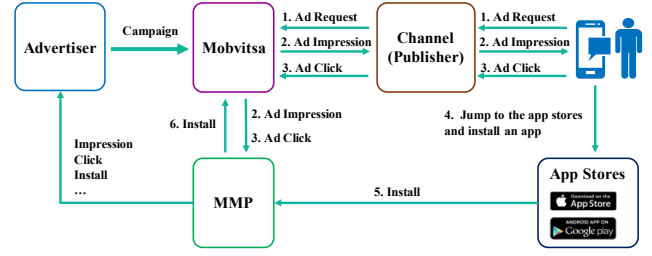 Advertiser
Campaign
Mobvitsa
1. Ad Request
2. Ad Impression
3. Ad Click
Channel
(Publisher)
1. Ad Request
2. Ad Impression
3. Ad Click
6. Install
2. Ad Impression
3. Ad Click
4. Jump to the app stores
and install an app
Impression
Click
Install
...
MMP
5. Install
App Stores
Download on the
App Store
ANDROID APP ON
Google play